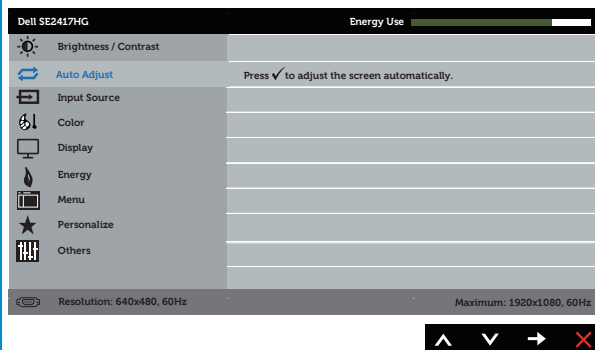 Dell SE2417HG Energy Use
Brightness / Contrast
Auto Adjust Press ✓ to adjust the screen automatically.
Input Source
Color
Display
Energy
Menu
Personalize
Others
Resolution: 640x480, 60Hz Maximum: 1920x1080, 60Hz